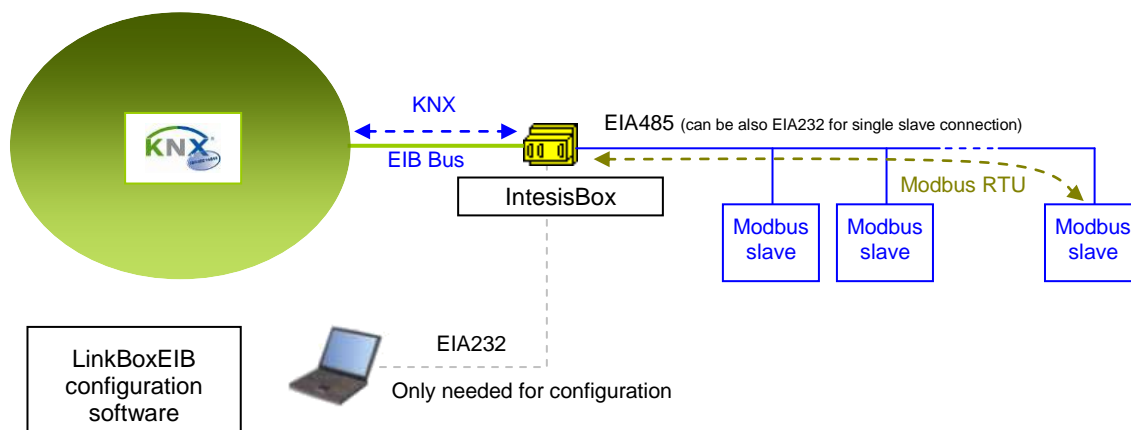 KNX
KNX
EIB Bus
EIA485 (can be also EIA232 for single slave connection)
Modbus RTU
IntesisBox
Modbus
slave
Modbus
slave
Modbus
slave
LinkBoxEIB
configuration
software
EIA232
Only needed for configuration